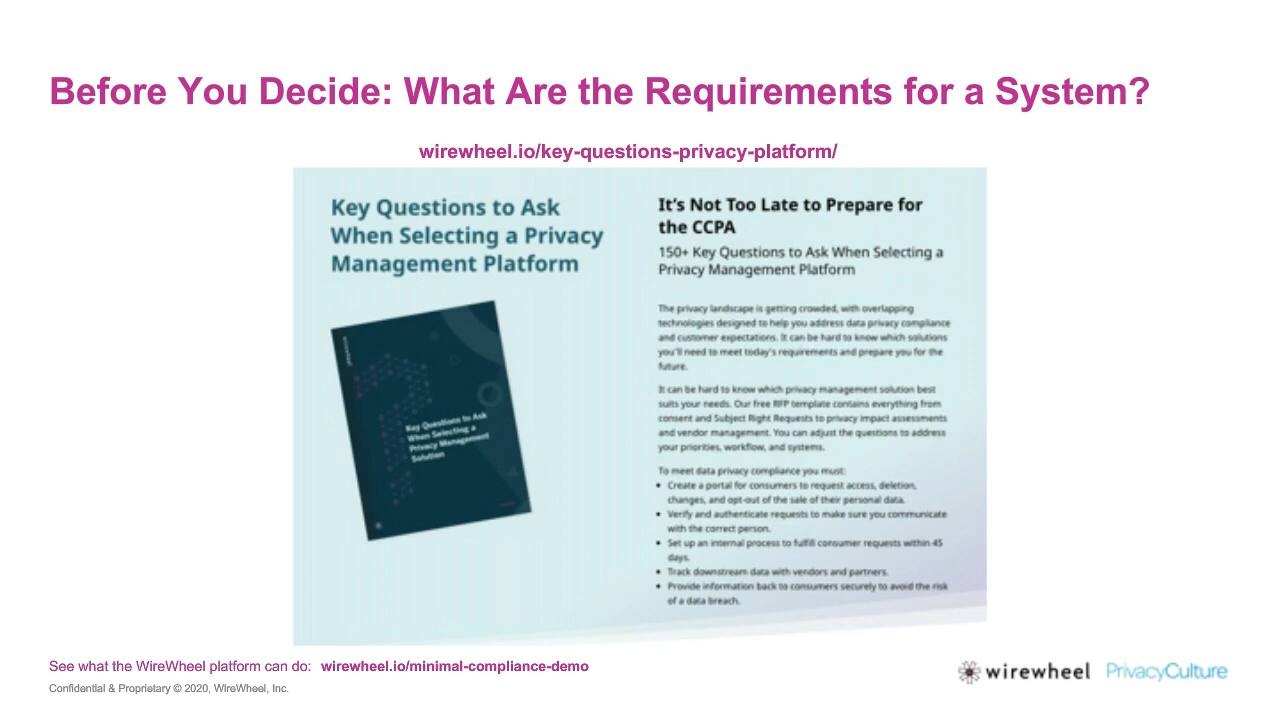 Before You Decide: What Are the Requirements for a System?
wirewheel.io/key-questions-privacy-platform/
Key Questions to Ask
When Selecting a Privacy
Management Platform
wirewheel
Key Questions to Ask
When Selecting a
Privacy Management
Solution
It's Not Too Late to Prepare for
the CCPA
150+ Key Questions to Ask When Selecting a
Privacy Management Platform
The privacy landscape is getting crowded, with overlapping
technologies designed to help you address data privacy compliance
and customer expectations. It can be hard to know which solutions
you'll need to meet today's requirements and prepare you for the
future.
It can be hard to know which privacy management solution best
suits your needs. Our free RFP template contains everything from
consent and Subject Right Requests to privacy impact assessments
and vendor management. You can adjust the questions to address
your priorities, workflow, and systems.
To meet data privacy compliance you must:
• Create a portal for consumers to request access, deletion,
changes, and opt-out of the sale of their personal data.
• Verify and authenticate requests to make sure you communicate
with the correct person.
• Set up an internal process to fulfill consumer requests within 45
days.
• Track downstream data with vendors and partners.
• Provide information back to consumers securely to avoid the risk
of a data breach.
See what the WireWheel platform can do: wirewheel.io/minimal-compliance-demo
Confidential & Proprietary © 2020, WireWheel, Inc.
wirewheel PrivacyCulture